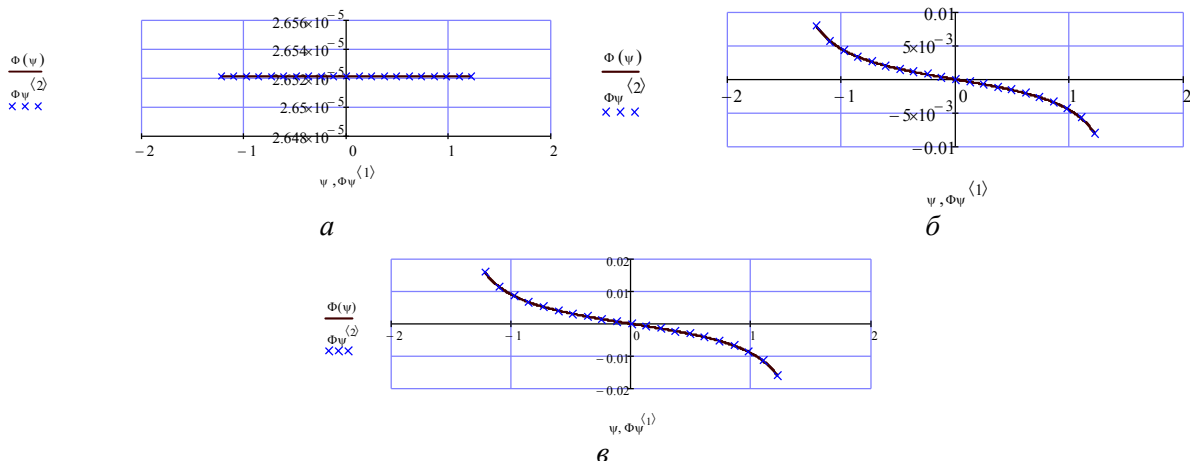 2.656×10⁻⁵
2.654×10⁻⁵
2.652×10⁻⁵
2.65×10⁻⁵
2.648×10⁻⁵
Φ(ψ)
Φψ⟨2⟩
−2 −1 0 1 2
ψ , Φψ⟨1⟩
а
0.01
5×10⁻³
−5×10⁻³
−0.01
Φ(ψ)
Φψ⟨2⟩
−2 −1 0 1 2
ψ , Φψ⟨1⟩
б
0.02
0.01
−0.01
−0.02
Φ(ψ)
Φψ⟨2⟩
−2 −1 0 1 2
ψ, Φψ⟨1⟩
в